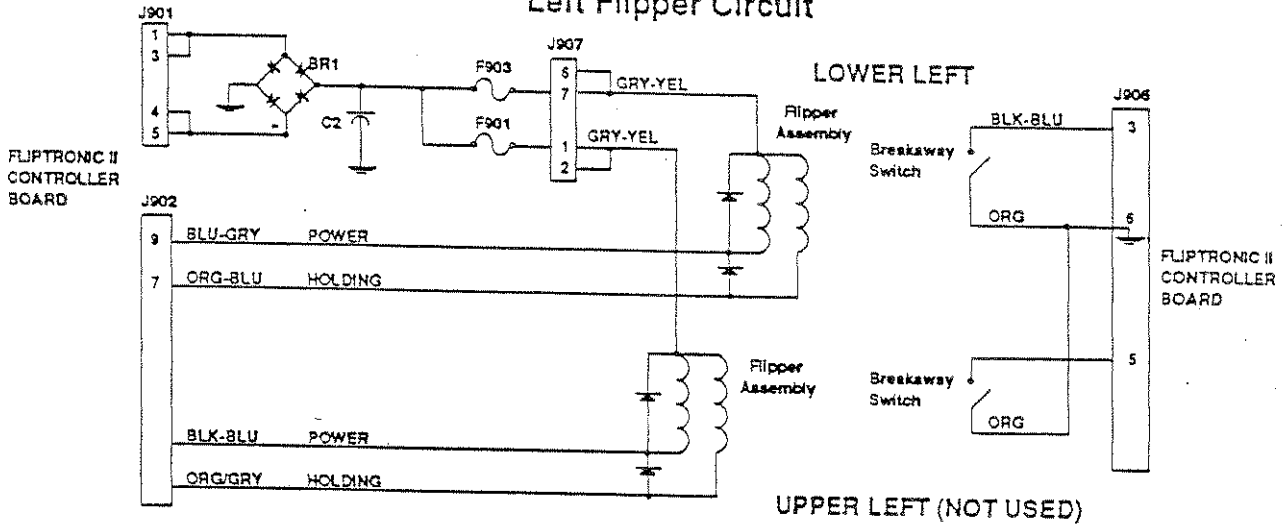 Left Flipper Circuit
J901
1
3
4
5
BR1
C2
F903
F901
J907
6
7
1
2
GRY-YEL
GRY-YEL
LOWER LEFT
Flipper
Assembly
J906
BLK-BLU
3
Breakaway
Switch
ORG
6
FLIPTRONIC II
CONTROLLER
BOARD
J902
9
BLU-GRY
POWER
7
ORG-BLU
HOLDING
FLIPTRONIC II
CONTROLLER
BOARD
5
Flipper
Assembly
Breakaway
Switch
ORG
BLK-BLU
POWER
ORG/GRY
HOLDING
UPPER LEFT (NOT USED)